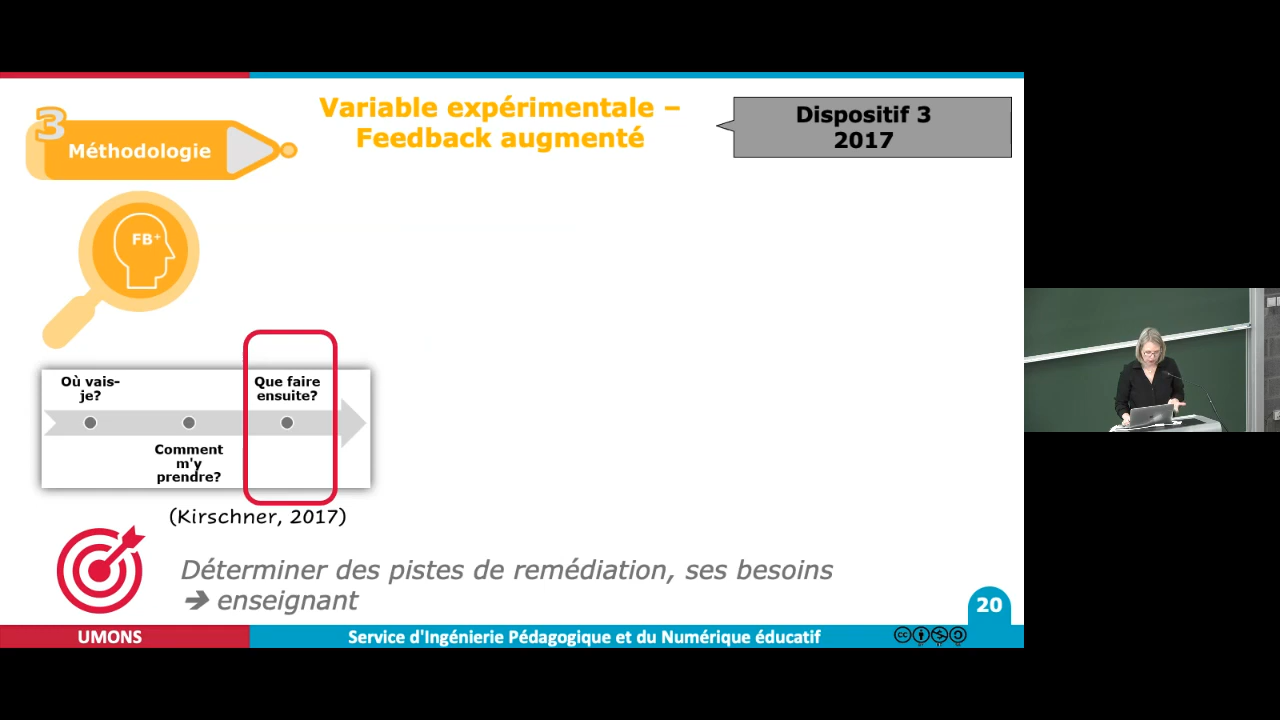 3
Méthodologie
Variable expérimentale –
Feedback augmenté
Dispositif 3
2017
FB+
Où vais-
je?
Que faire
ensuite?
Comment
m'y
prendre?
(Kirschner, 2017)
Déterminer des pistes de remédiation, ses besoins
➔ enseignant
20
UMONS
Service d'Ingénierie Pédagogique et du Numérique éducatif
cc